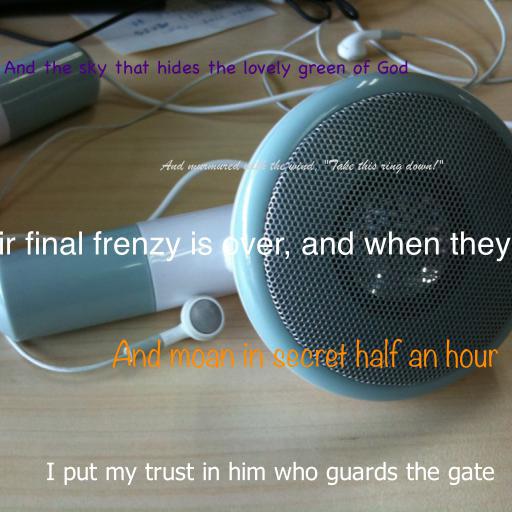 And the sky that hides the lovely green of God
And murmured with the wind, "Take this ring down!"
ir final frenzy is over, and when they
And moan in secret half an hour
I put my trust in him who guards the gate